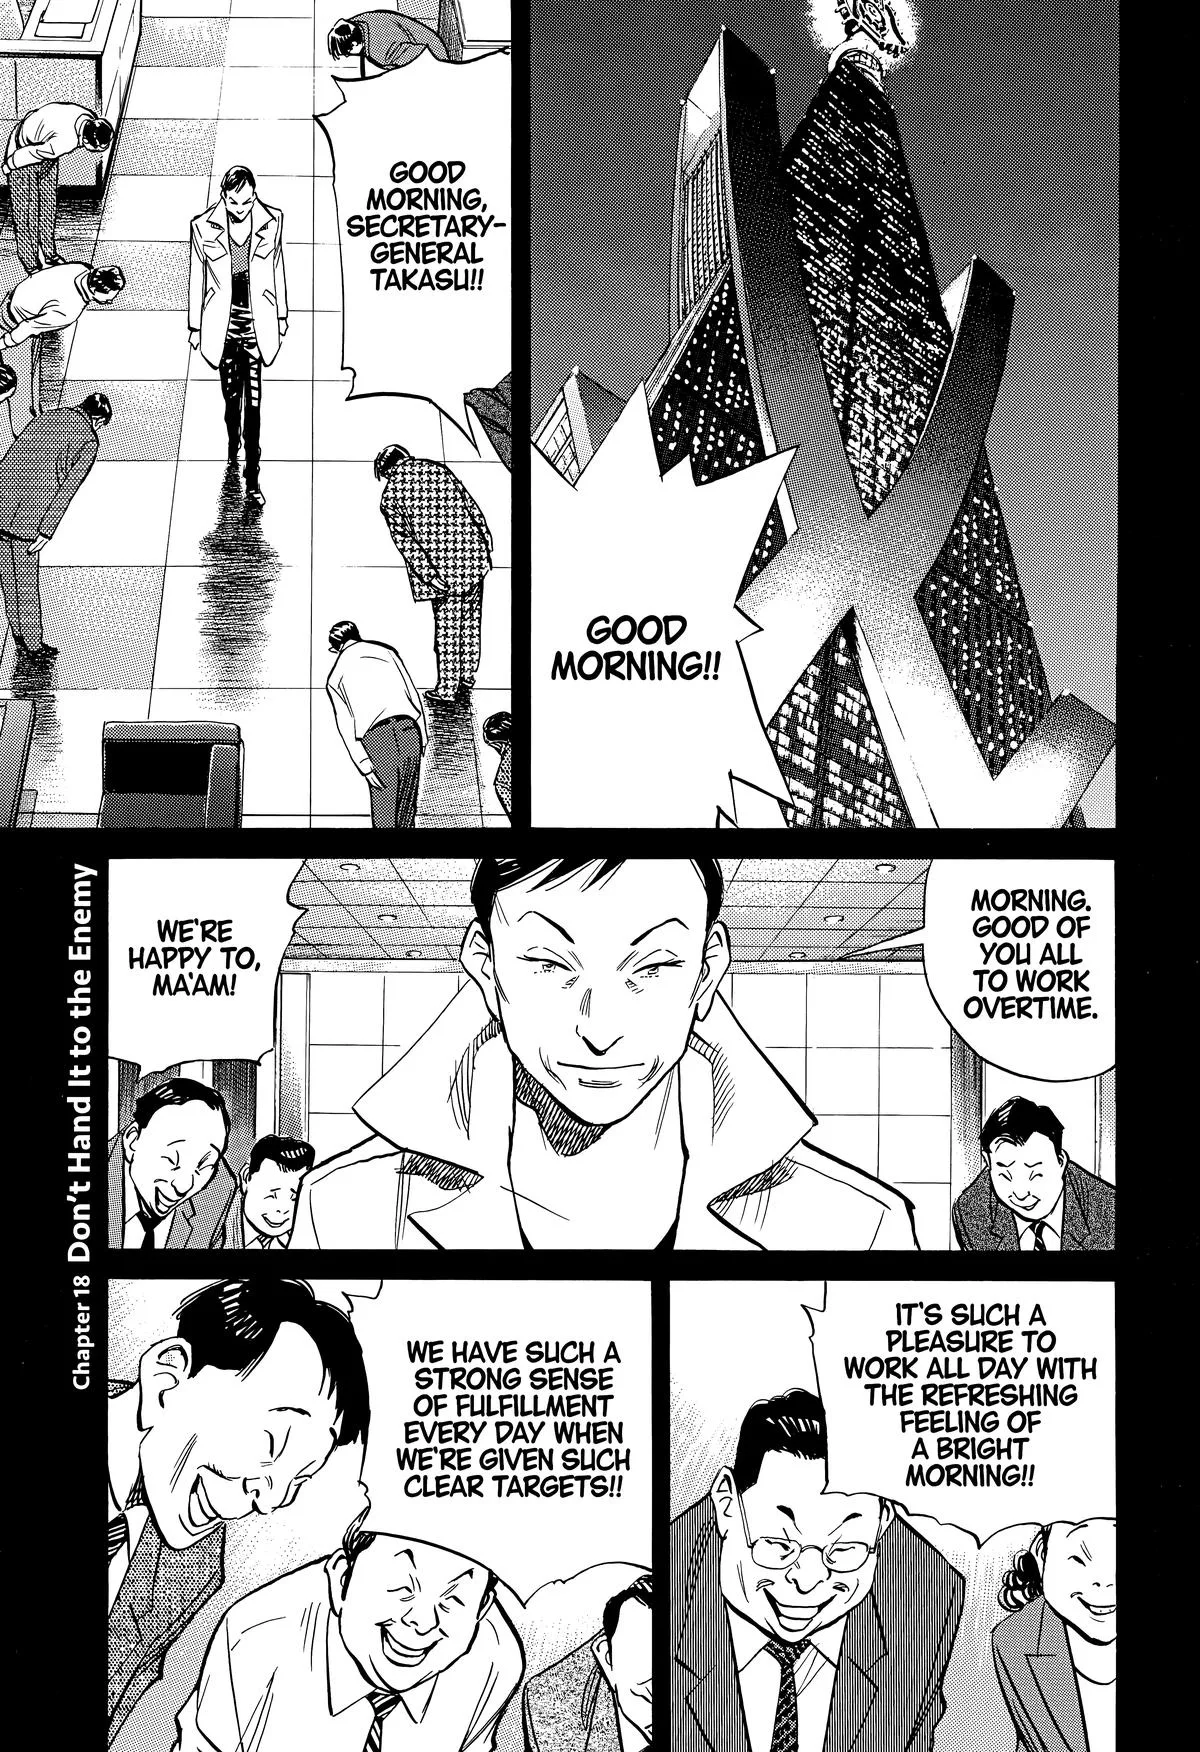 GOOD
MORNING!!
GOOD
MORNING,
SECRETARY-
GENERAL
TAKASU!!
MORNING.
GOOD OF
YOU ALL
TO WORK
OVERTIME.
WE'RE
HAPPY TO,
MA'AM!
IT'S SUCH A
PLEASURE TO
WORK ALL DAY WITH
THE REFRESHING
FEELING OF
A BRIGHT
MORNING!!
WE HAVE SUCH A
STRONG SENSE
OF FULFILLMENT
EVERY DAY WHEN
WE'RE GIVEN SUCH
CLEAR TARGETS!!
Chapter 18 Don't Hand It to the Enemy